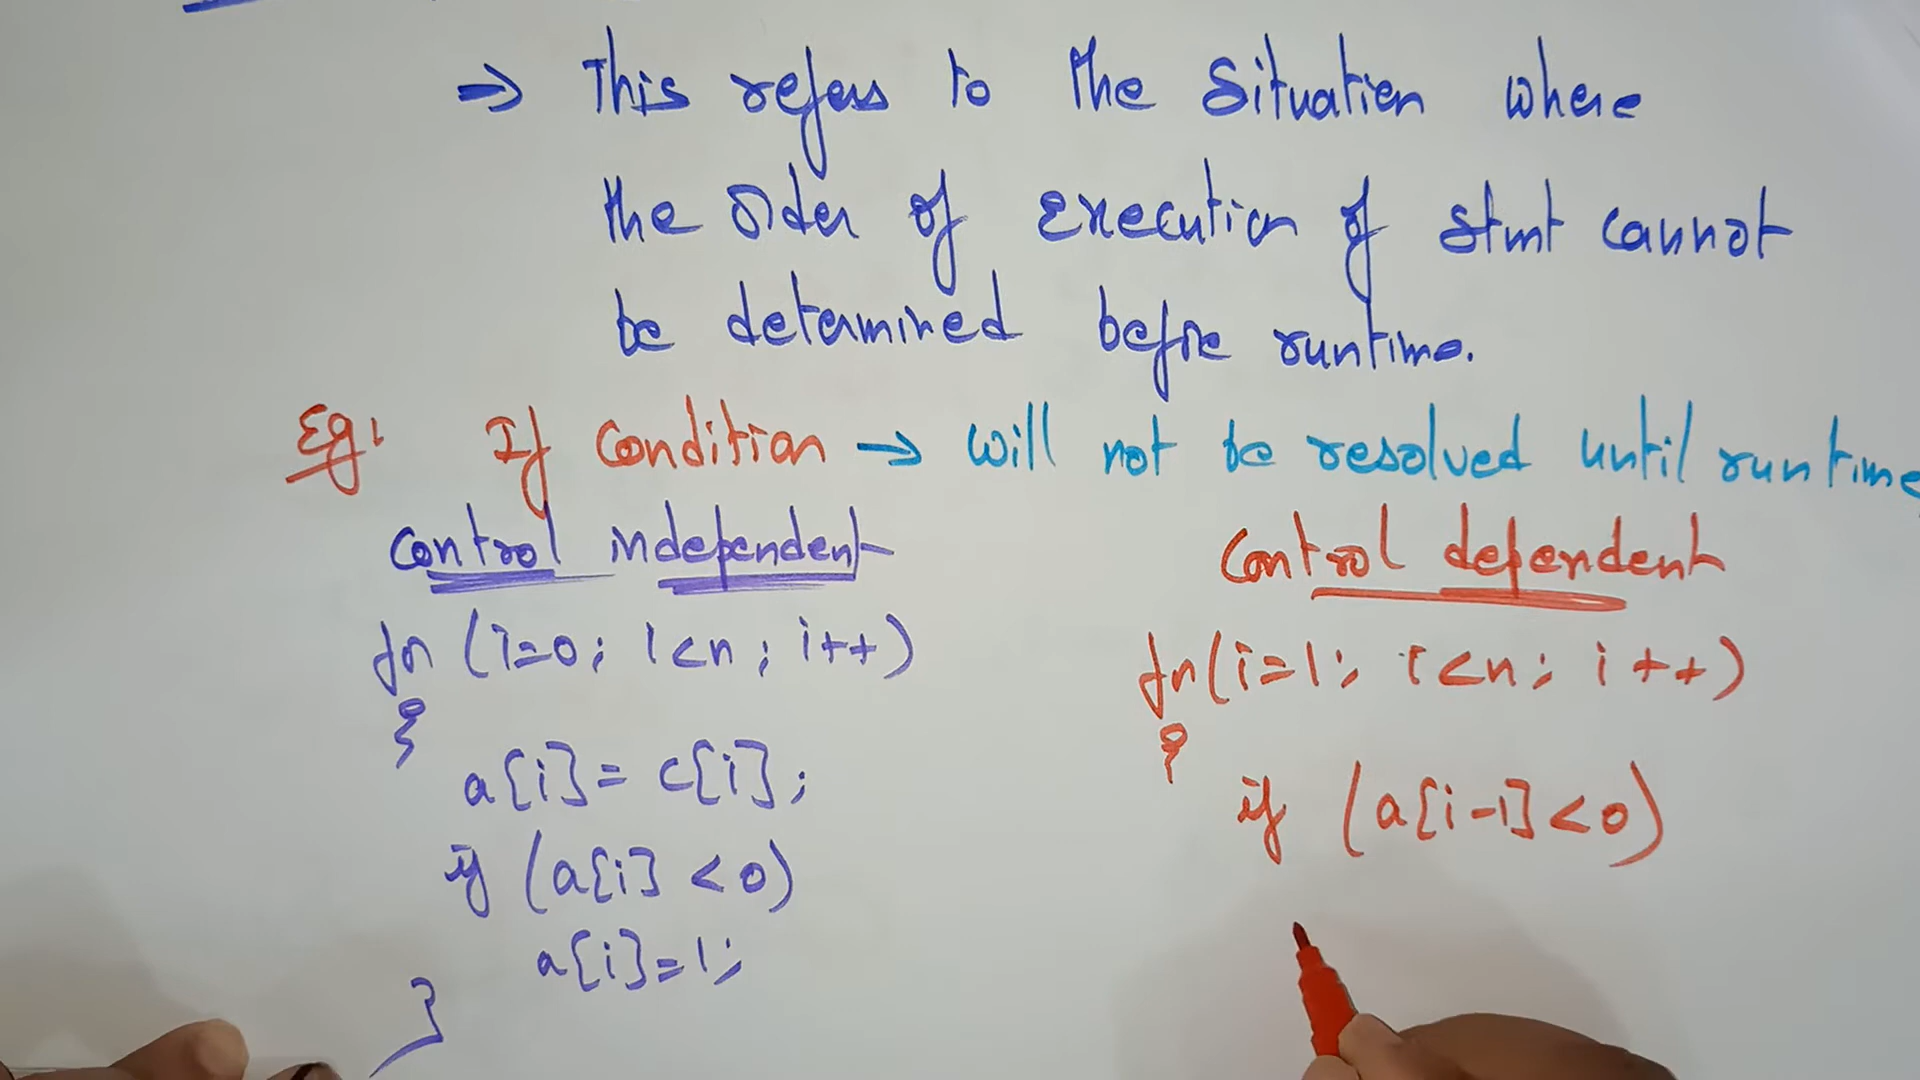 ⇒ This refers to the situation where
the order of execution of stmt cannot
be determined before runtime.
Eg: If condition → will not be resolved until runtime
control independent
for (i=0; i<n; i++)
{
a[i] = c[i];
if (a[i] < 0)
a[i]=1;
}
control dependent
for(i=1; i<n; i++)
{
if (a[i-1]<0)